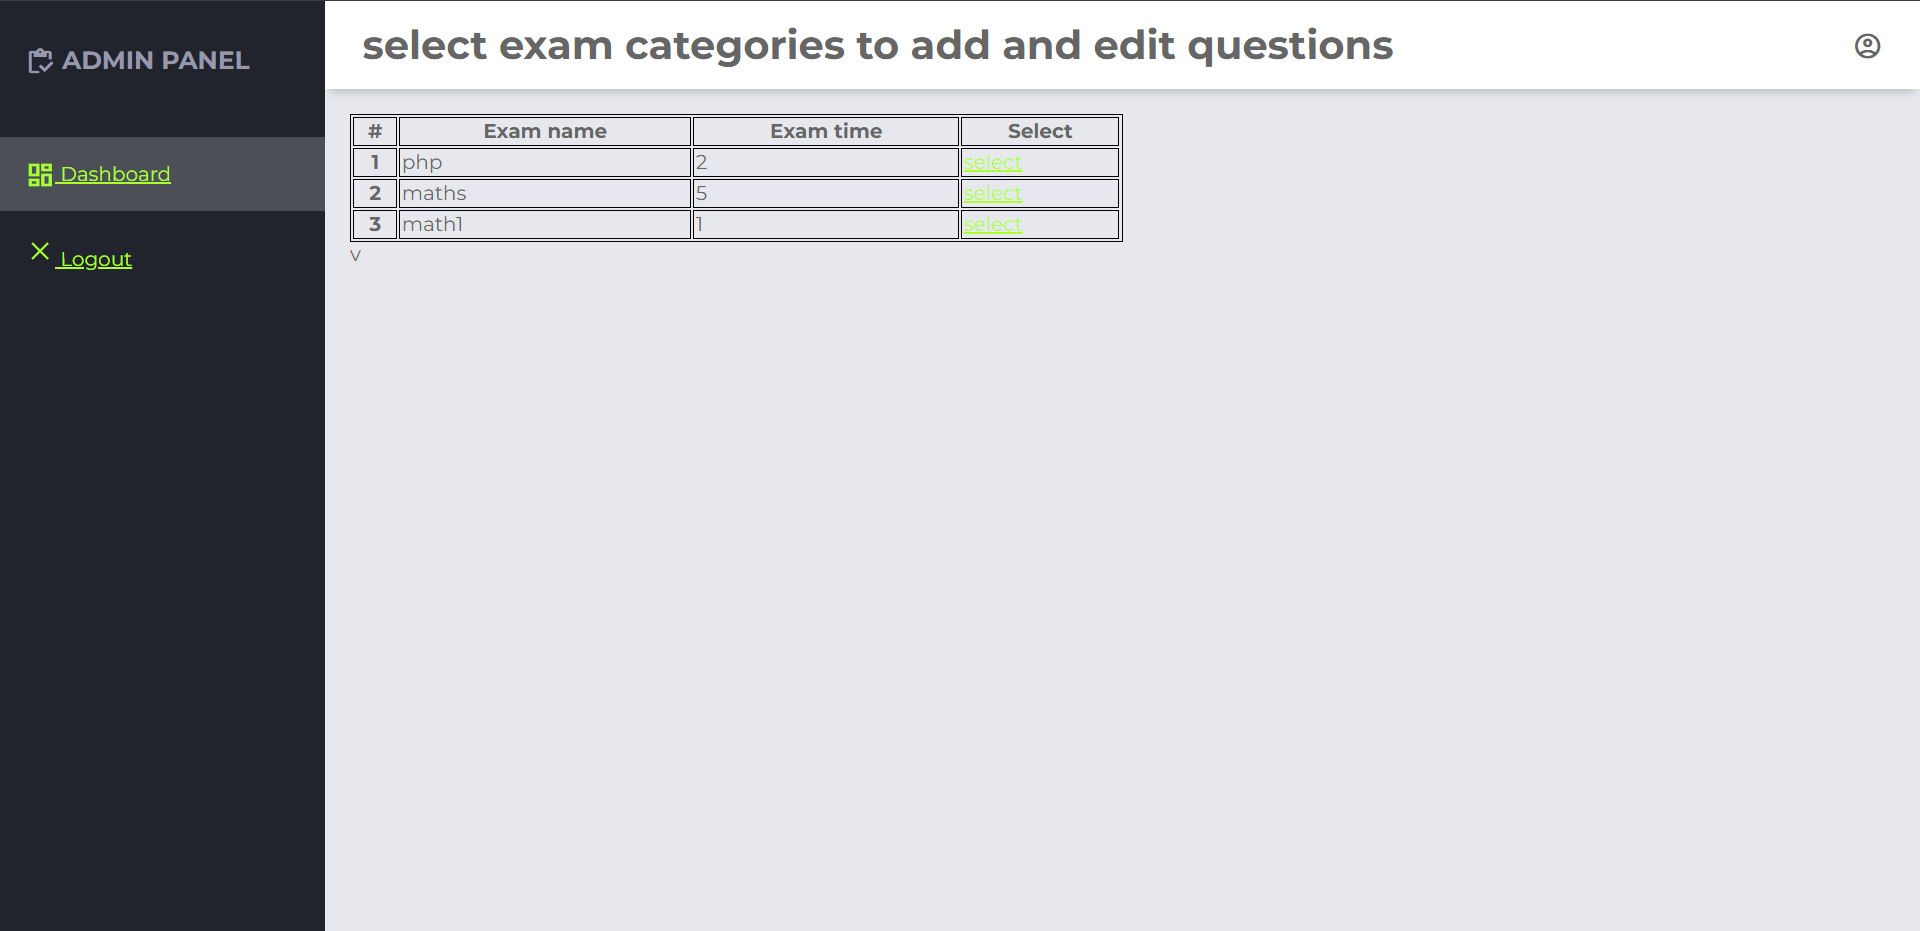 ADMIN PANEL
Dashboard
Logout
select exam categories to add and edit questions
# Exam name Exam time Select
1 php 2 select
2 maths 5 select
3 math1 1 select
v